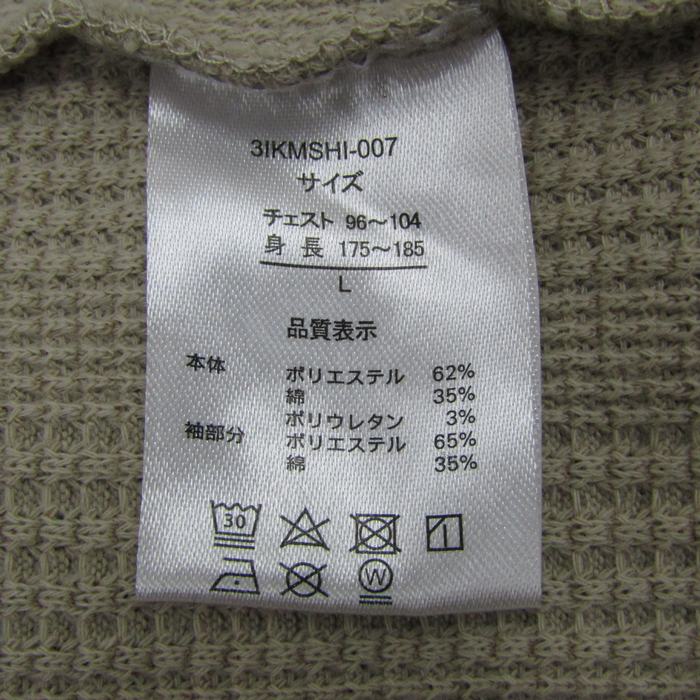 3IKMSHI-007
サイズ
チェスト 96～104
身長 175～185
L
品質表示
本体 ポリエステル 62%
綿 35%
ポリウレタン 3%
袖部分 ポリエステル 65%
綿 35%
30
W